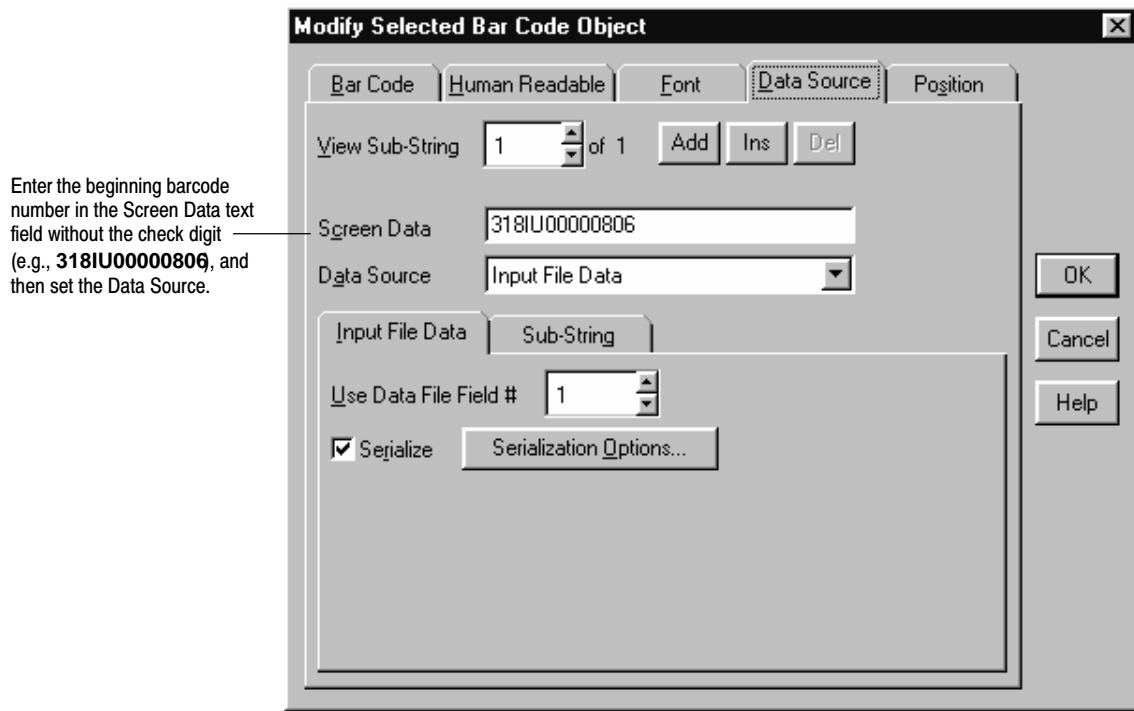 Modify Selected Bar Code Object
Bar Code Human Readable Font Data Source Position
View Sub-String 1 of 1 Add Ins Del
Enter the beginning barcode
number in the Screen Data text
field without the check digit
(e.g., 318IU00000806), and
then set the Data Source.
Screen Data 318IU00000806
Data Source Input File Data
OK
Input File Data Sub-String
Cancel
Use Data File Field # 1
Help
Serialize Serialization Options...